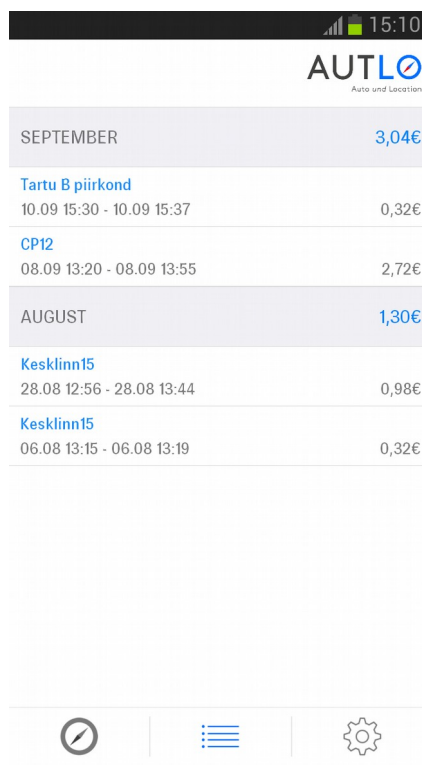 15:10
AUTLO
Auto und Location
SEPTEMBER 3,04€
Tartu B piirkond
10.09 15:30 - 10.09 15:37 0,32€
CP12
08.09 13:20 - 08.09 13:55 2,72€
AUGUST 1,30€
Kesklinn15
28.08 12:56 - 28.08 13:44 0,98€
Kesklinn15
06.08 13:15 - 06.08 13:19 0,32€